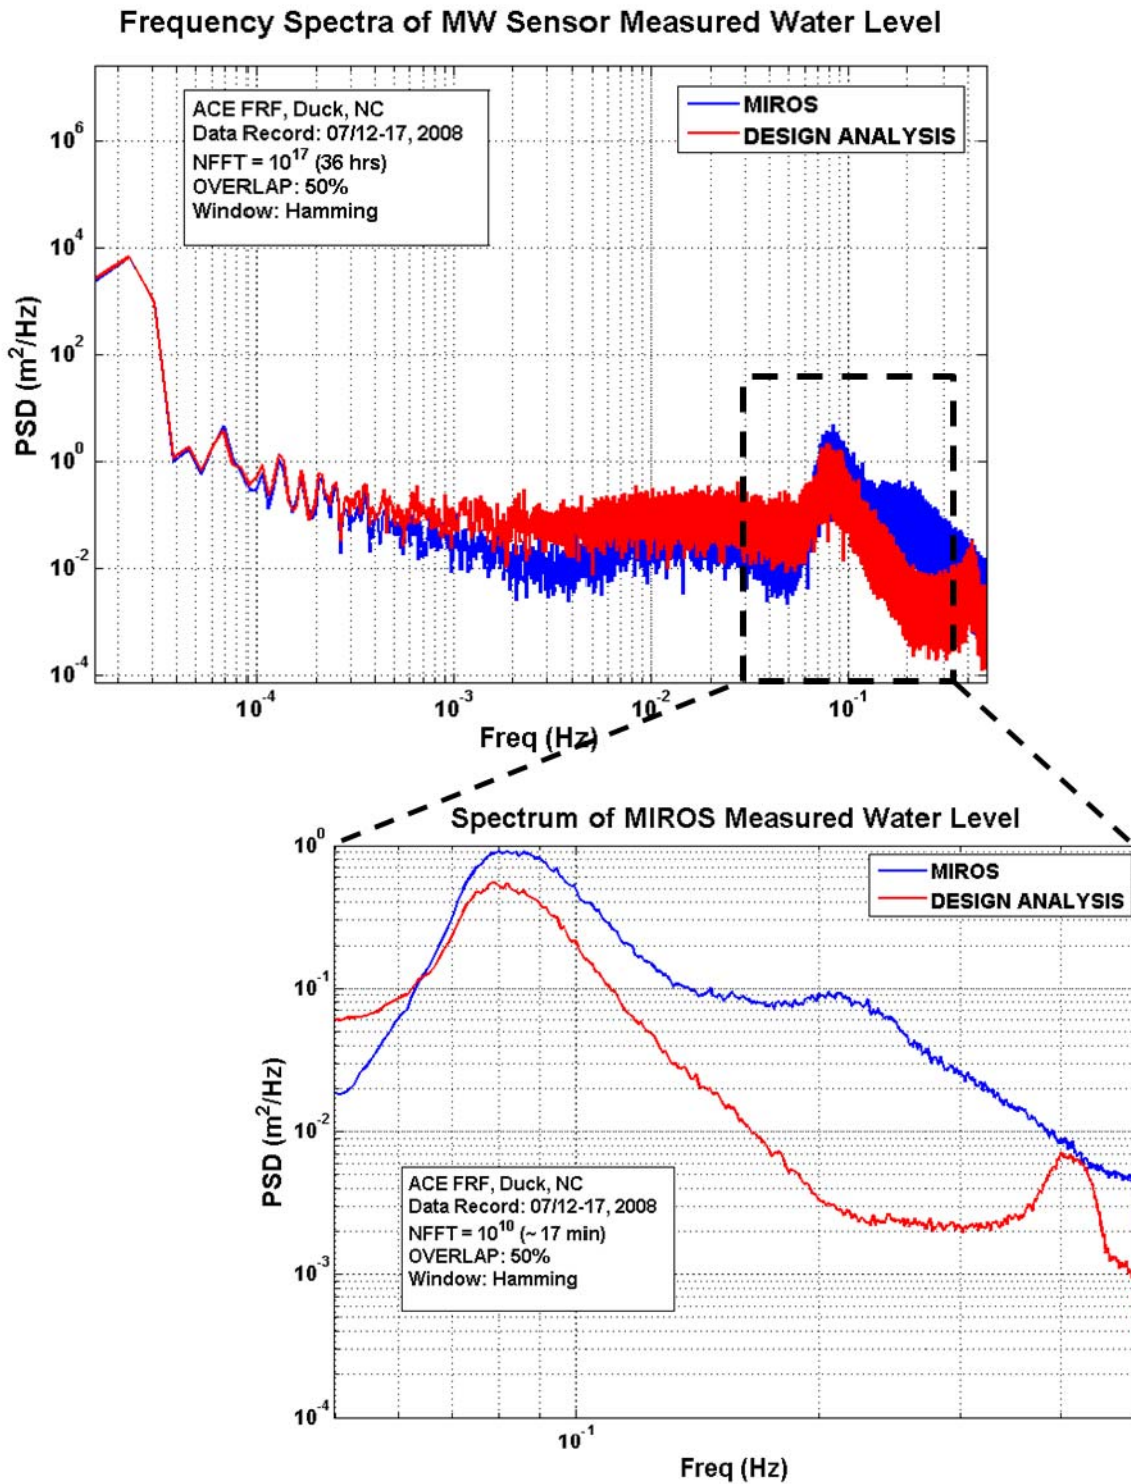 Frequency Spectra of MW Sensor Measured Water Level
MIROS
DESIGN ANALYSIS
ACE FRF, Duck, NC
Data Record: 07/12-17, 2008
NFFT = 10^17 (36 hrs)
OVERLAP: 50%
Window: Hamming
PSD (m^2/Hz)
10^6
10^4
10^2
10^0
10^-2
10^-4
10^-4 10^-3 10^-2 10^-1
Freq (Hz)
Spectrum of MIROS Measured Water Level
MIROS
DESIGN ANALYSIS
PSD (m^2/Hz)
10^0
10^-1
10^-2
10^-3
10^-4
ACE FRF, Duck, NC
Data Record: 07/12-17, 2008
NFFT = 10^10 (~ 17 min)
OVERLAP: 50%
Window: Hamming
10^-1
Freq (Hz)